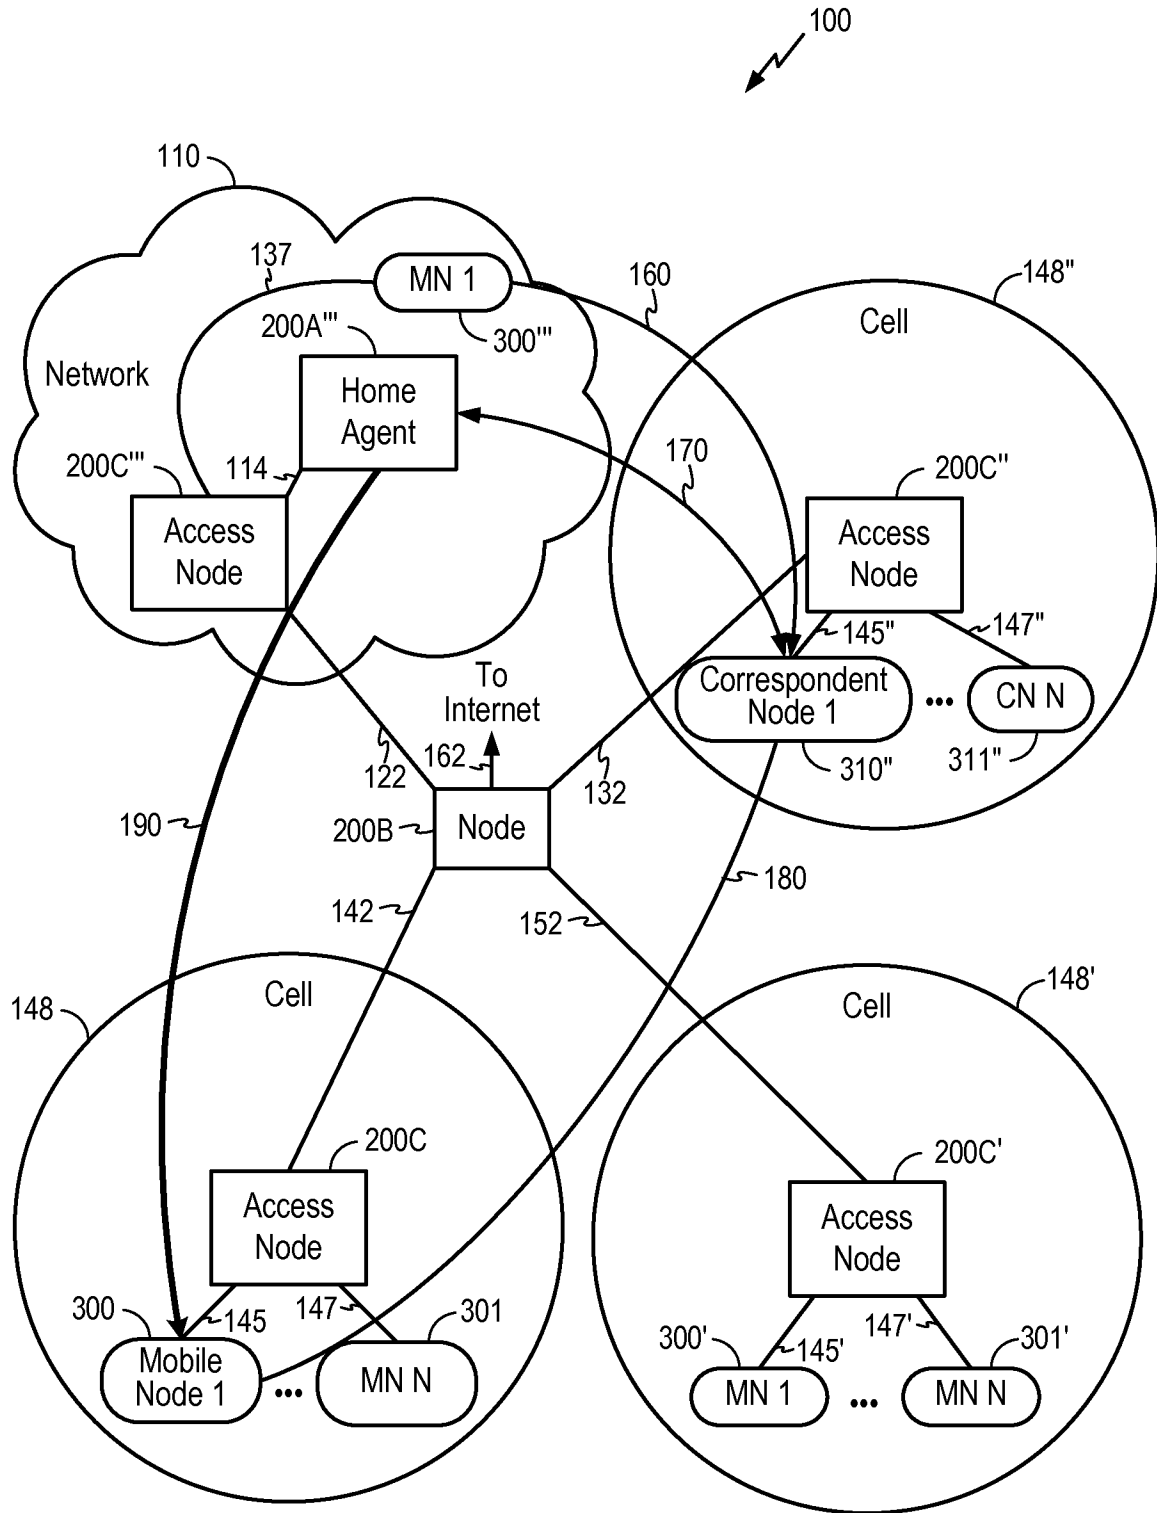 100
110
137
MN 1
160
148"
200A'''
300'''
Cell
Network
Home
Agent
200C'''
114
170
200C"
Access
Node
Access
Node
145"
147"
To
Internet
Correspondent
Node 1
...
CN N
122
162
132
310"
311"
190
200B
Node
180
142
152
148
Cell
148'
Cell
200C
200C'
Access
Node
Access
Node
300
145
147
301
300'
145'
147'
301'
Mobile
Node 1
...
MN N
MN 1
...
MN N